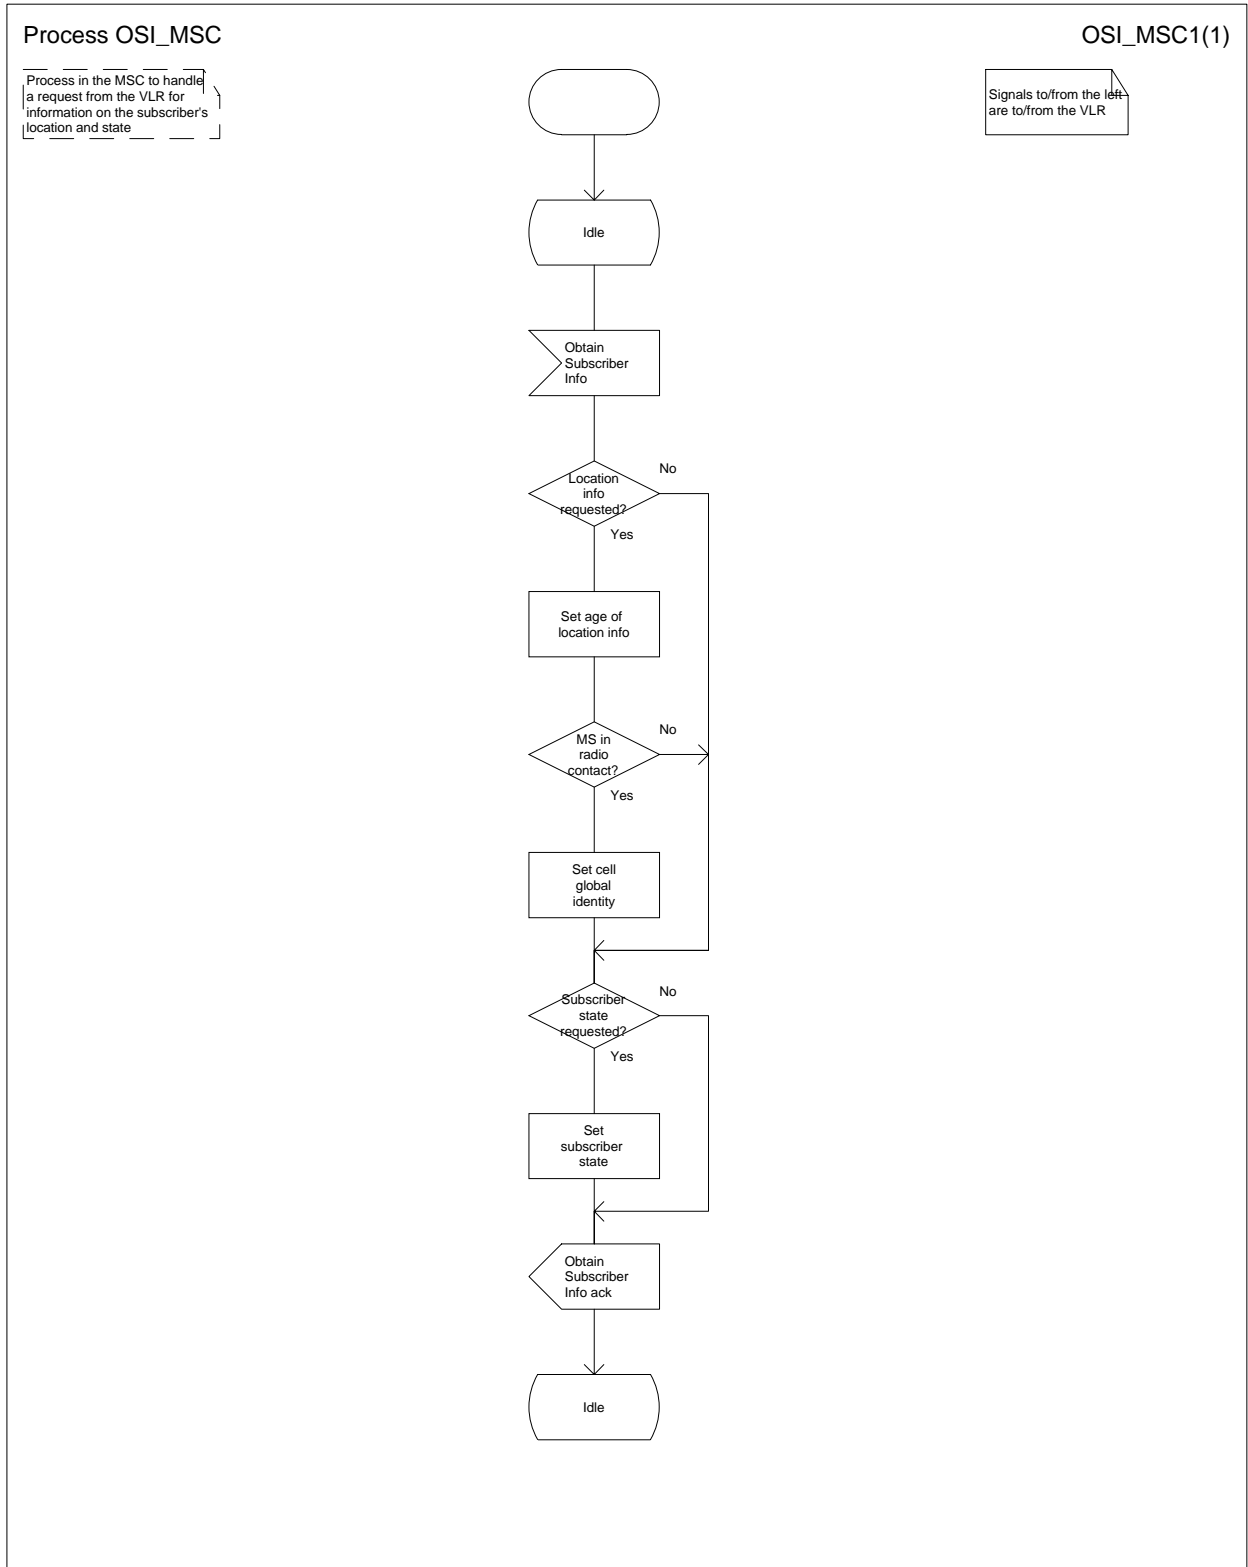 Process OSI_MSC
OSI_MSC1(1)
Process in the MSC to handle
a request from the VLR for
information on the subscriber's
location and state
Signals to/from the left
are to/from the VLR
Idle
Obtain
Subscriber
Info
Location
info
requested?
No
Yes
Set age of
location info
MS in
radio
contact?
No
Yes
Set cell
global
identity
Subscriber
state
requested?
No
Yes
Set
subscriber
state
Obtain
Subscriber
Info ack
Idle